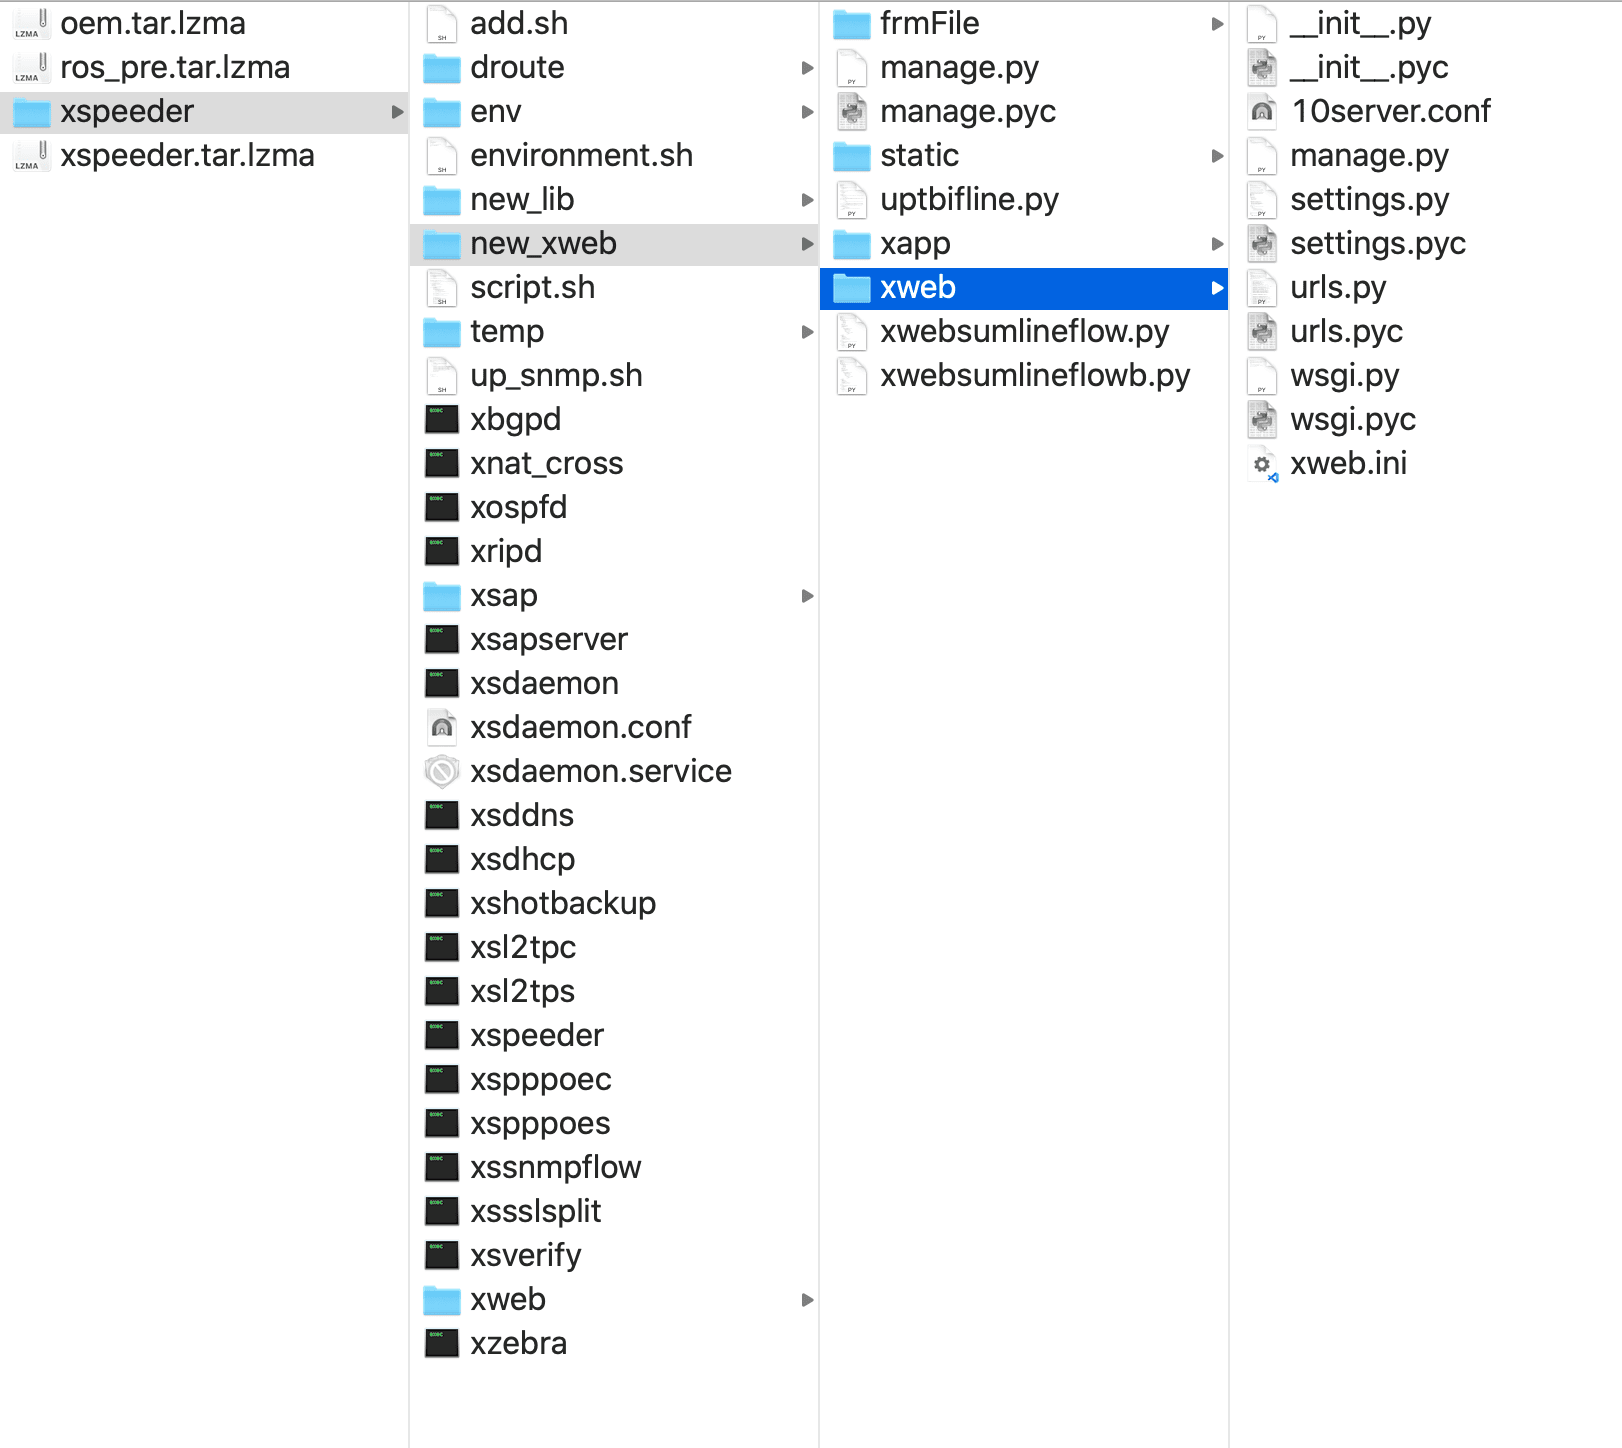 oem.tar.lzma
ros_pre.tar.lzma
xspeeder
xspeeder.tar.lzma
add.sh
droute
env
environment.sh
new_lib
new_xweb
script.sh
temp
up_snmp.sh
xbgpd
xnat_cross
xospfd
xripd
xsap
xsapserver
xsdaemon
xsdaemon.conf
xsdaemon.service
xsddns
xsdhcp
xshotbackup
xsl2tpc
xsl2tps
xspeeder
xspppoec
xspppoes
xssnmpflow
xssslsplit
xsverify
xweb
xzebra
frmFile
manage.py
manage.pyc
static
uptbifline.py
xapp
xweb
xwebsumlineflow.py
xwebsumlineflowb.py
__init__.py
__init__.pyc
10server.conf
manage.py
settings.py
settings.pyc
urls.py
urls.pyc
wsgi.py
wsgi.pyc
xweb.ini